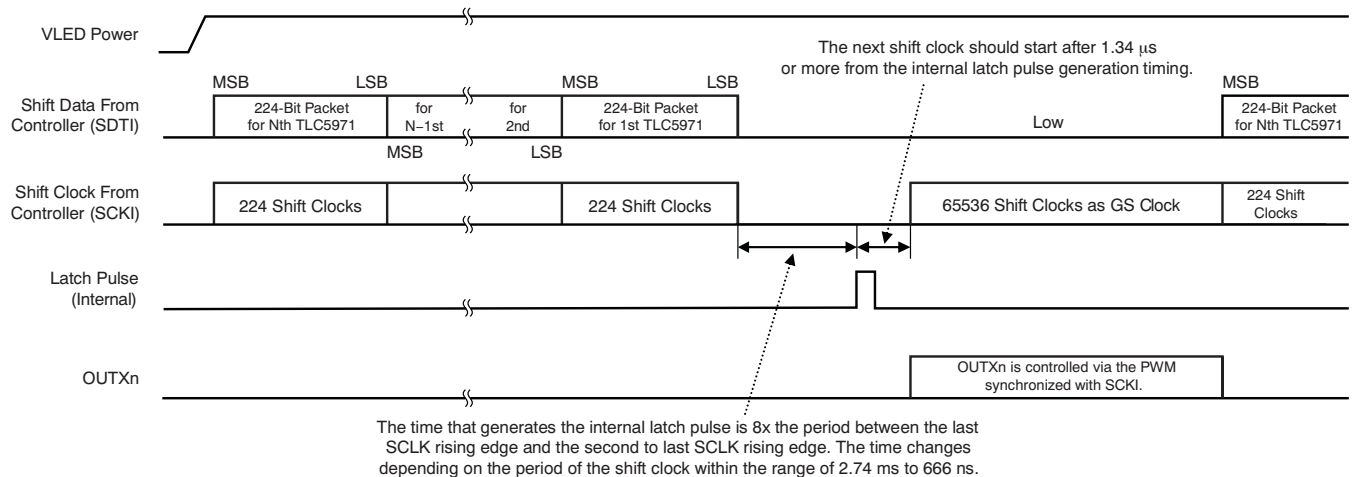 VLED Power
The next shift clock should start after 1.34 μs
or more from the internal latch pulse generation timing.
MSB LSB MSB LSB MSB
Shift Data From
Controller (SDTI)
224-Bit Packet
for Nth TLC5971
for
N−1st
for
2nd
224-Bit Packet
for 1st TLC5971
Low
224-Bit Packet
for Nth TLC5971
MSB LSB
Shift Clock From
Controller (SCKI)
224 Shift Clocks
224 Shift Clocks
65536 Shift Clocks as GS Clock
224 Shift
Clocks
Latch Pulse
(Internal)
OUTXn
OUTXn is controlled via the PWM
synchronized with SCKI.
The time that generates the internal latch pulse is 8x the period between the last
SCLK rising edge and the second to last SCLK rising edge. The time changes
depending on the period of the shift clock within the range of 2.74 ms to 666 ns.